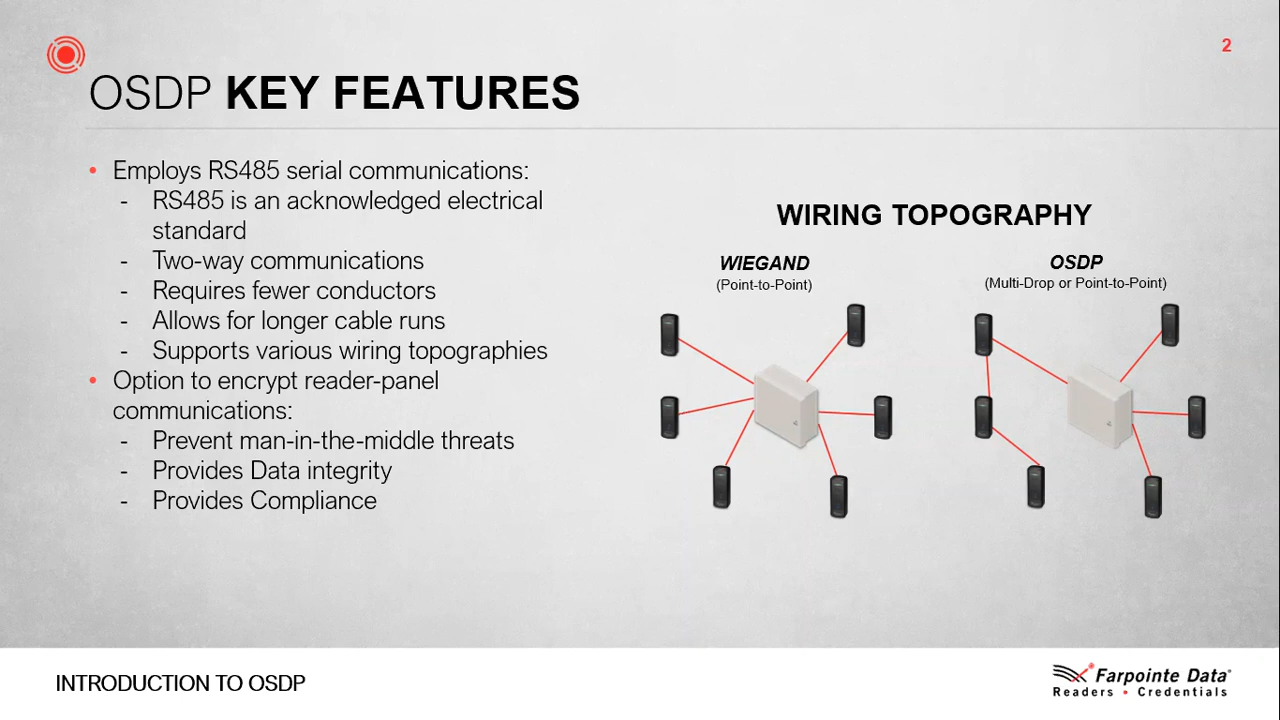 2
OSDP KEY FEATURES
• Employs RS485 serial communications:
- RS485 is an acknowledged electrical
standard
- Two-way communications
- Requires fewer conductors
- Allows for longer cable runs
- Supports various wiring topographies
• Option to encrypt reader-panel
communications:
- Prevent man-in-the-middle threats
- Provides Data integrity
- Provides Compliance
WIRING TOPOGRAPHY
WIEGAND
(Point-to-Point)
OSDP
(Multi-Drop or Point-to-Point)
INTRODUCTION TO OSDP
Farpointe Data
Readers • Credentials